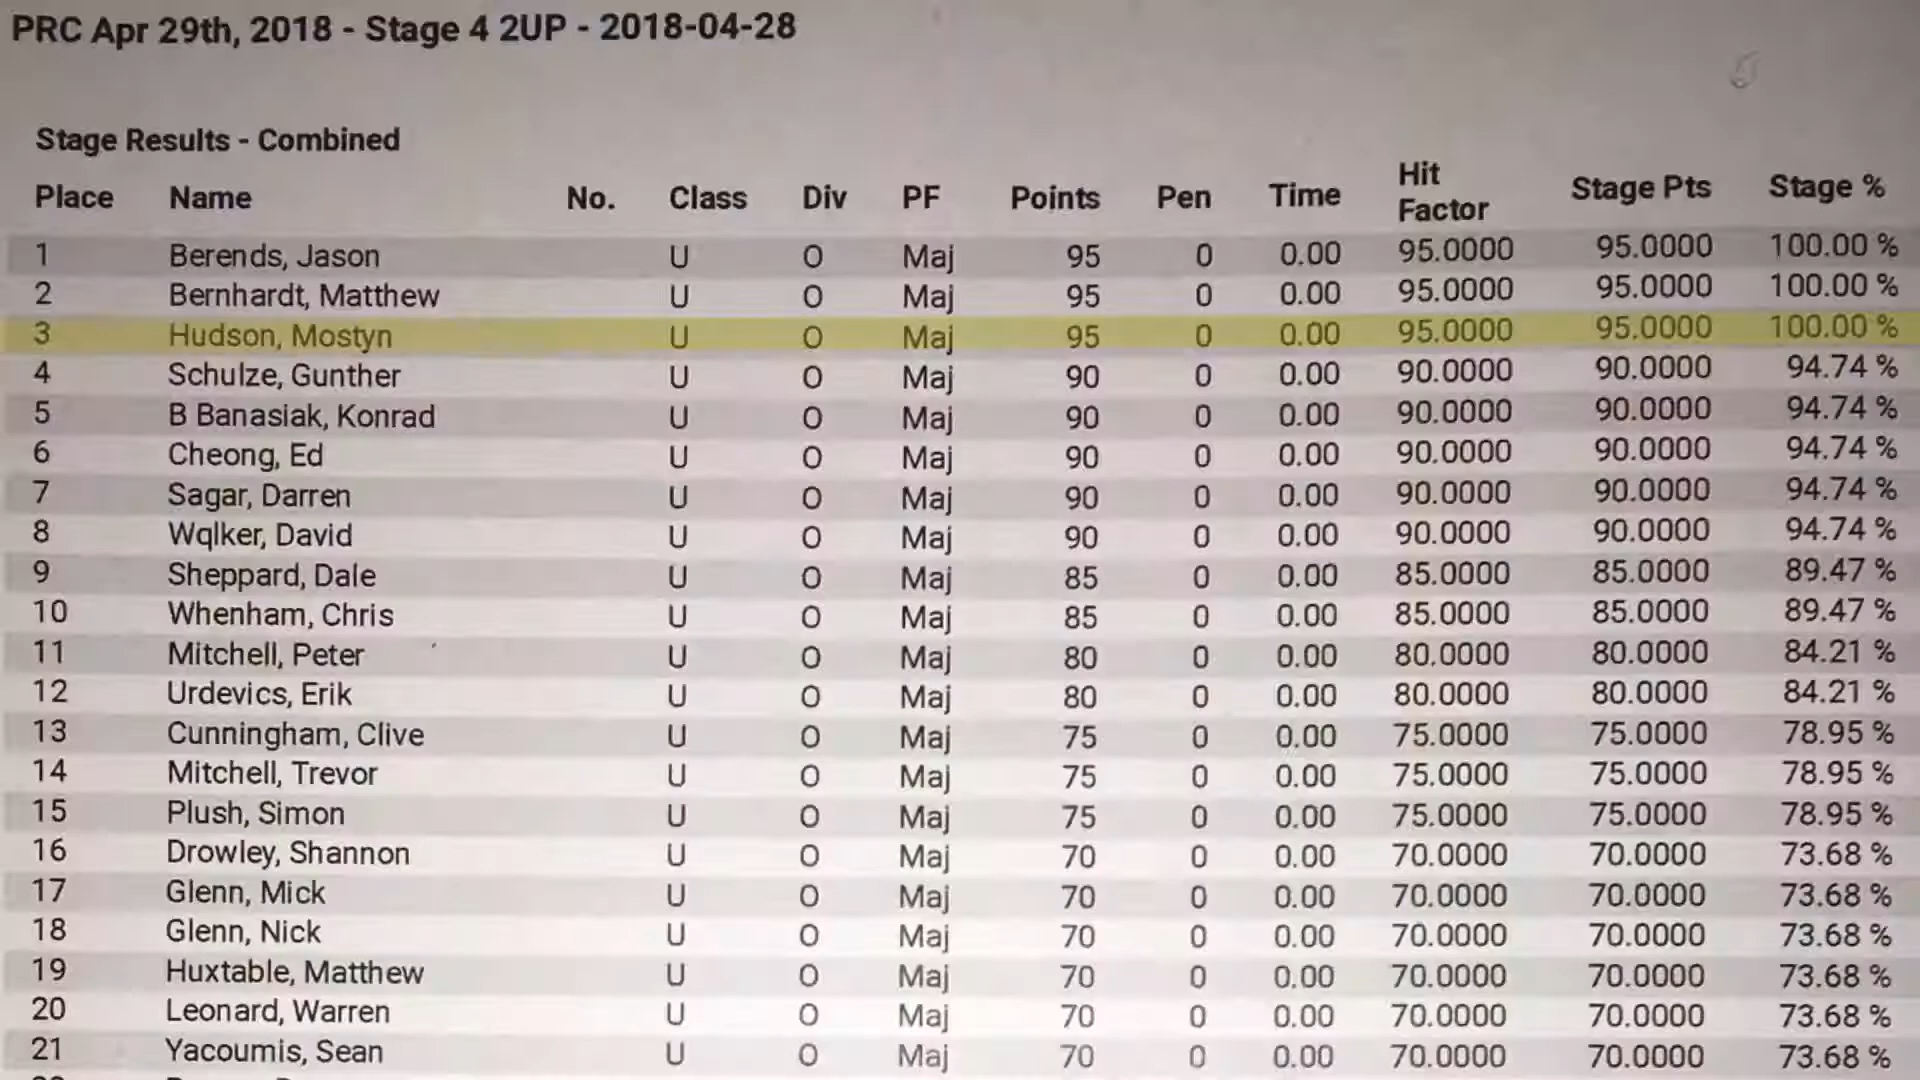 PRC Apr 29th, 2018 - Stage 4 2UP - 2018-04-28
Stage Results - Combined
Place Name No. Class Div PF Points Pen Time Hit Factor Stage Pts Stage %
1 Berends, Jason U O Maj 95 0 0.00 95.0000 95.0000 100.00 %
2 Bernhardt, Matthew U O Maj 95 0 0.00 95.0000 95.0000 100.00 %
3 Hudson, Mostyn U O Maj 95 0 0.00 95.0000 95.0000 100.00 %
4 Schulze, Gunther U O Maj 90 0 0.00 90.0000 90.0000 94.74 %
5 B Banasiak, Konrad U O Maj 90 0 0.00 90.0000 90.0000 94.74 %
6 Cheong, Ed U O Maj 90 0 0.00 90.0000 90.0000 94.74 %
7 Sagar, Darren U O Maj 90 0 0.00 90.0000 90.0000 94.74 %
8 Wqlker, David U O Maj 90 0 0.00 90.0000 90.0000 94.74 %
9 Sheppard, Dale U O Maj 85 0 0.00 85.0000 85.0000 89.47 %
10 Whenham, Chris U O Maj 85 0 0.00 85.0000 85.0000 89.47 %
11 Mitchell, Peter U O Maj 80 0 0.00 80.0000 80.0000 84.21 %
12 Urdevics, Erik U O Maj 80 0 0.00 80.0000 80.0000 84.21 %
13 Cunningham, Clive U O Maj 75 0 0.00 75.0000 75.0000 78.95 %
14 Mitchell, Trevor U O Maj 75 0 0.00 75.0000 75.0000 78.95 %
15 Plush, Simon U O Maj 75 0 0.00 75.0000 75.0000 78.95 %
16 Drowley, Shannon U O Maj 70 0 0.00 70.0000 70.0000 73.68 %
17 Glenn, Mick U O Maj 70 0 0.00 70.0000 70.0000 73.68 %
18 Glenn, Nick U O Maj 70 0 0.00 70.0000 70.0000 73.68 %
19 Huxtable, Matthew U O Maj 70 0 0.00 70.0000 70.0000 73.68 %
20 Leonard, Warren U O Maj 70 0 0.00 70.0000 70.0000 73.68 %
21 Yacoumis, Sean U O Maj 70 0 0.00 70.0000 70.0000 73.68 %